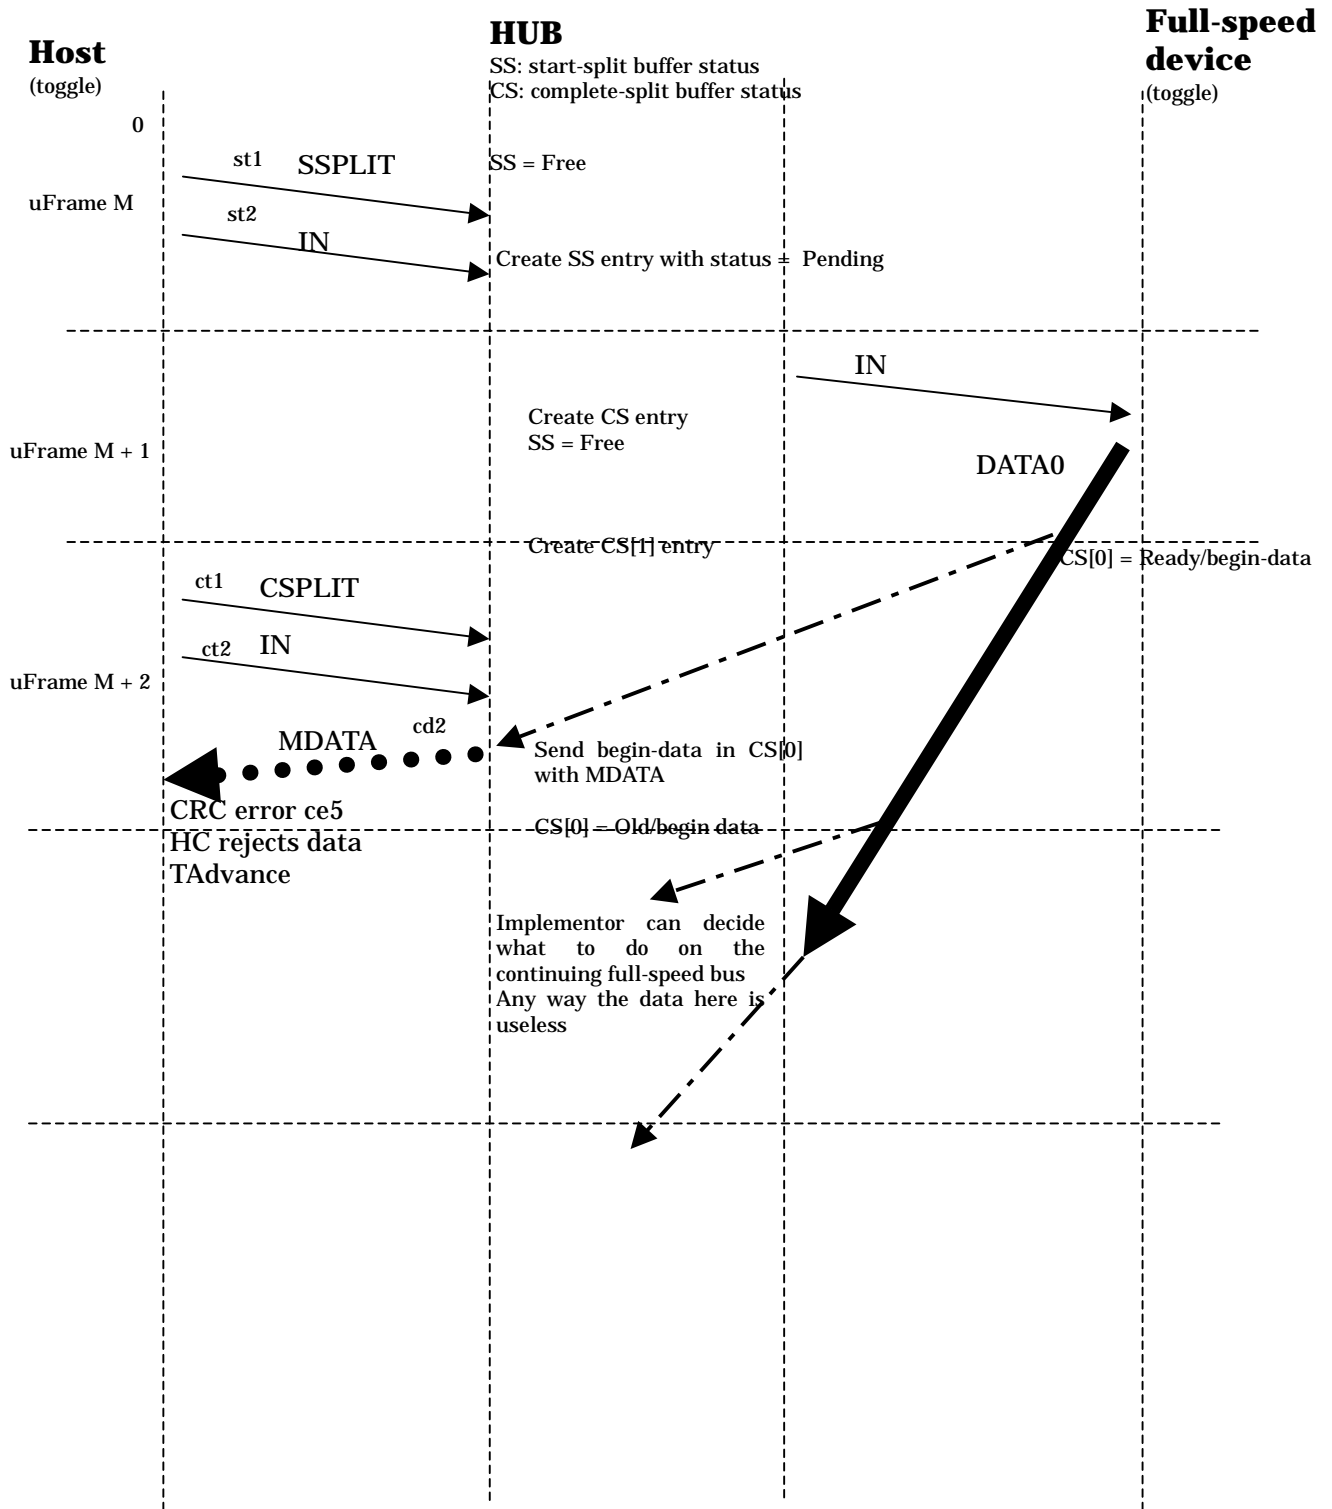 Host
(toggle)
HUB
SS: start-split buffer status
CS: complete-split buffer status
Full-speed
device
(toggle)
0
st1
SSPLIT
SS = Free
uFrame M
st2
IN
Create SS entry with status = Pending
IN
Create CS entry
SS = Free
uFrame M + 1
DATA0
Create CS[1] entry
CS[0] = Ready/begin-data
ct1
CSPLIT
ct2
IN
uFrame M + 2
cd2
MDATA
Send begin-data in CS[0]
with MDATA
CRC error ce5
HC rejects data
TAdvance
CS[0] = Old/begin data
Implementor can decide
what to do on the
continuing full-speed bus
Any way the data here is
useless